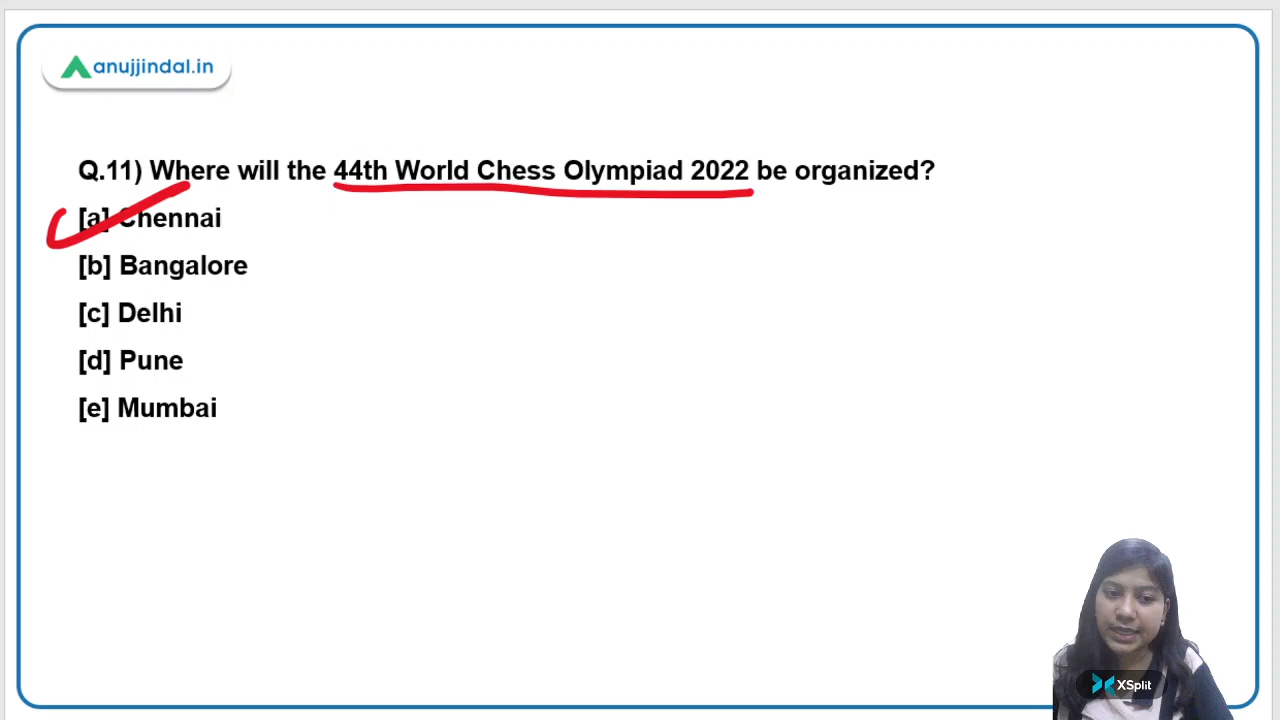 anujjindal.in
Q.11) Where will the 44th World Chess Olympiad 2022 be organized?
[a] Chennai
[b] Bangalore
[c] Delhi
[d] Pune
[e] Mumbai
XSplit